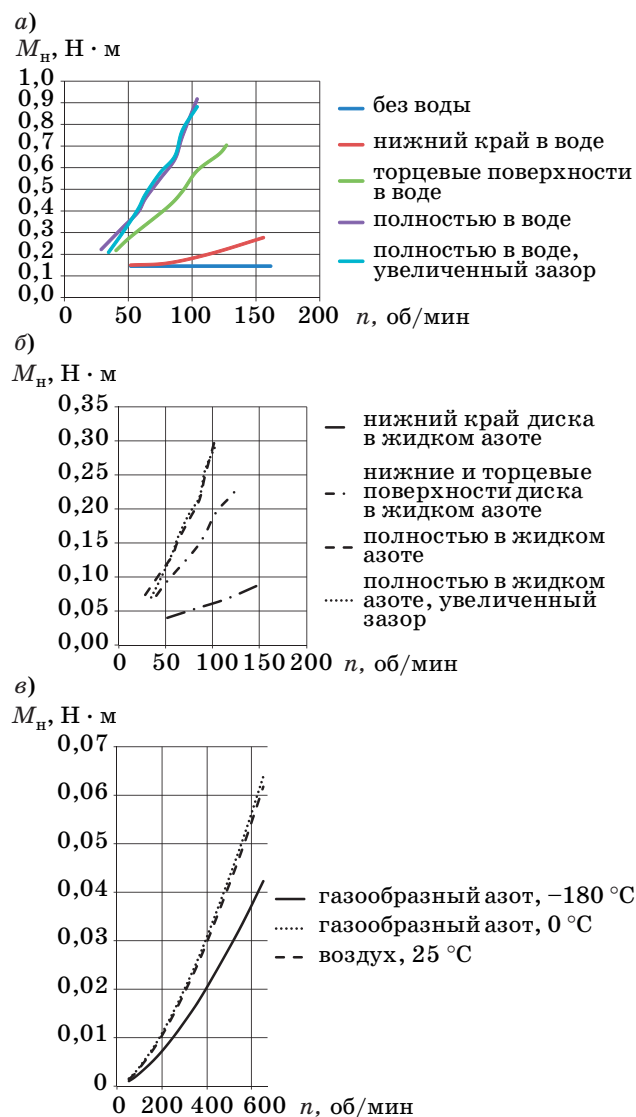 а)
Mн, Н · м
1,0
0,9
0,8
0,7
0,6
0,5
0,4
0,3
0,2
0,1
0,0
0 50 100 150 200
n, об/мин
без воды
нижний край в воде
торцевые поверхности
в воде
полностью в воде
полностью в воде,
увеличенный зазор
б)
Mн, Н · м
0,35
0,30
0,25
0,20
0,15
0,10
0,05
0,00
0 50 100 150 200 n, об/мин
нижний край диска
в жидком азоте
нижние и торцевые
поверхности диска
в жидком азоте
полностью в жидком
азоте
полностью в жидком
азоте, увеличенный
зазор
в)
Mн, Н · м
0,07
0,06
0,05
0,04
0,03
0,02
0,01
0
0 200 400 600 n, об/мин
газообразный азот, −180 °С
газообразный азот, 0 °С
воздух, 25 °С